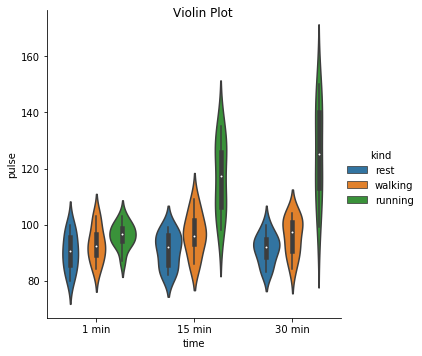 Violin Plot
160
140
120
100
80
pulse
1 min
15 min
30 min
time
kind
rest
walking
running